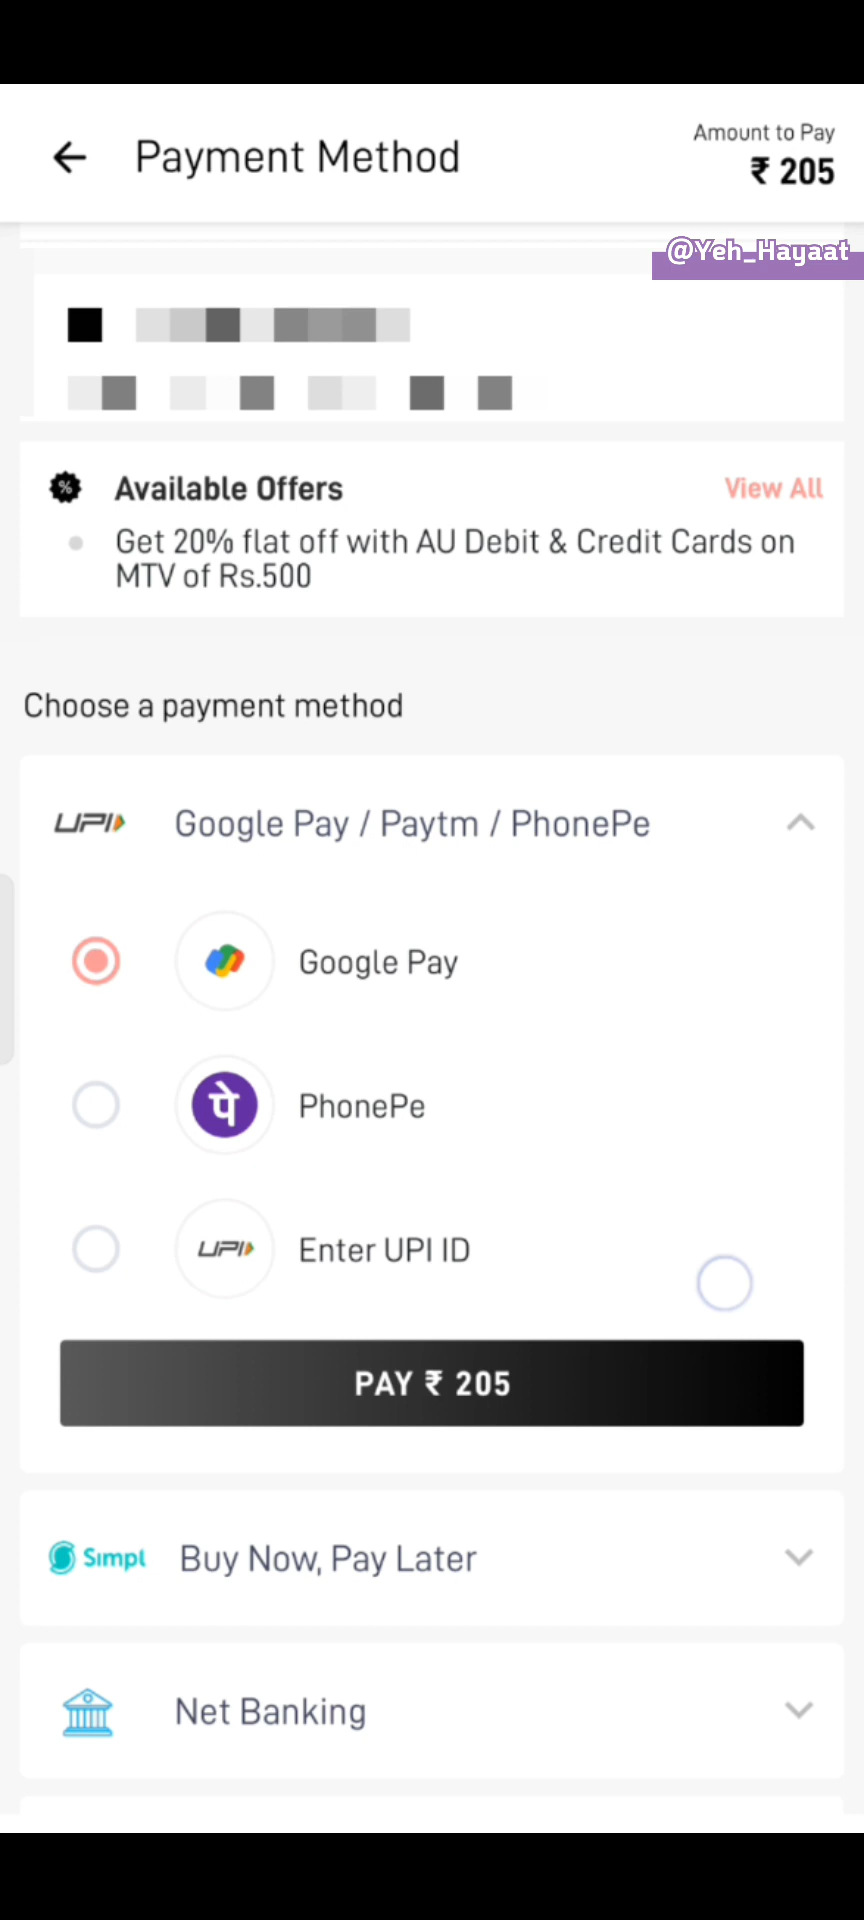 Payment Method
Amount to Pay
₹ 205
@Yeh_Hayaat
%
Available Offers
View All
Get 20% flat off with AU Debit & Credit Cards on
MTV of Rs.500
Choose a payment method
UPI Google Pay / Paytm / PhonePe
Google Pay
पे PhonePe
UPI Enter UPI ID
PAY ₹ 205
Simpl Buy Now, Pay Later
Net Banking